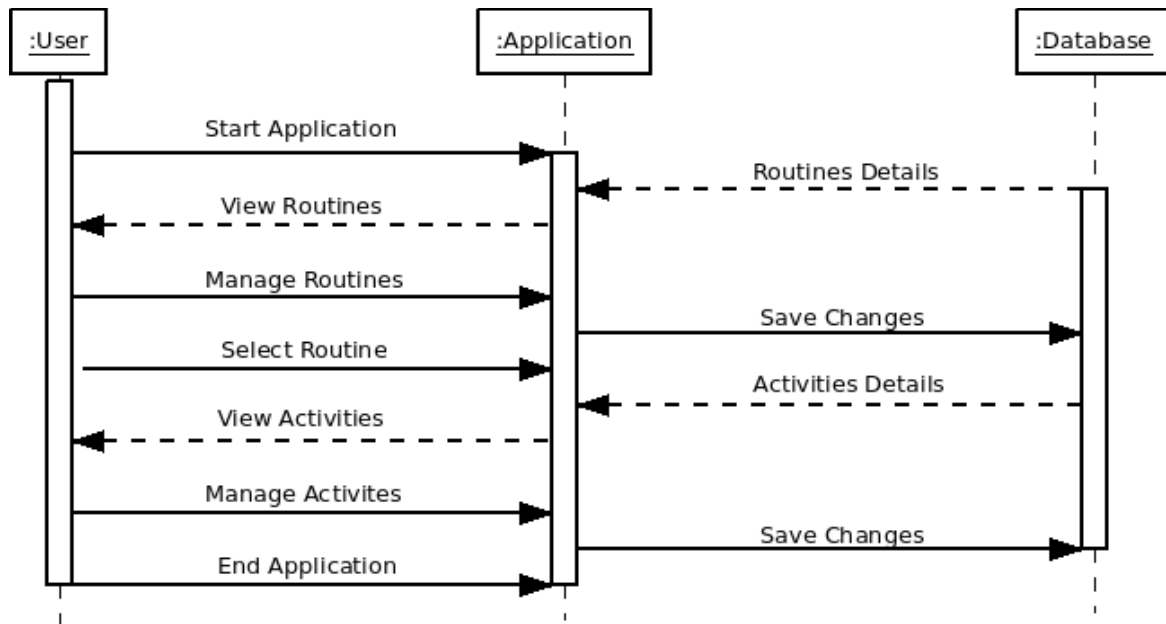 :User
:Application
:Database
Start Application
Routines Details
View Routines
Manage Routines
Save Changes
Select Routine
Activities Details
View Activities
Manage Activites
Save Changes
End Application